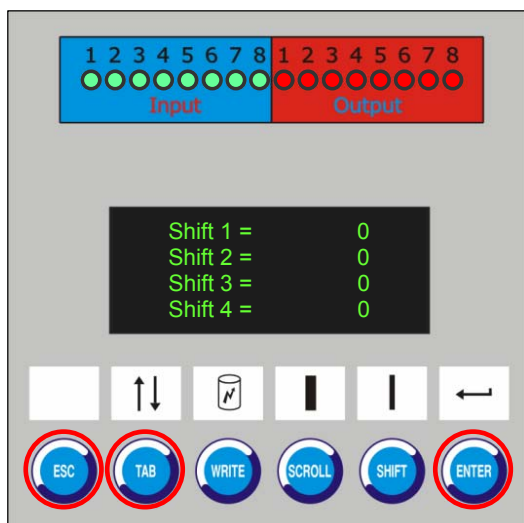 1 2 3 4 5 6 7 8 1 2 3 4 5 6 7 8
Input Output
Shift 1 = 0
Shift 2 = 0
Shift 3 = 0
Shift 4 = 0
ESC TAB WRITE SCROLL SHIFT ENTER